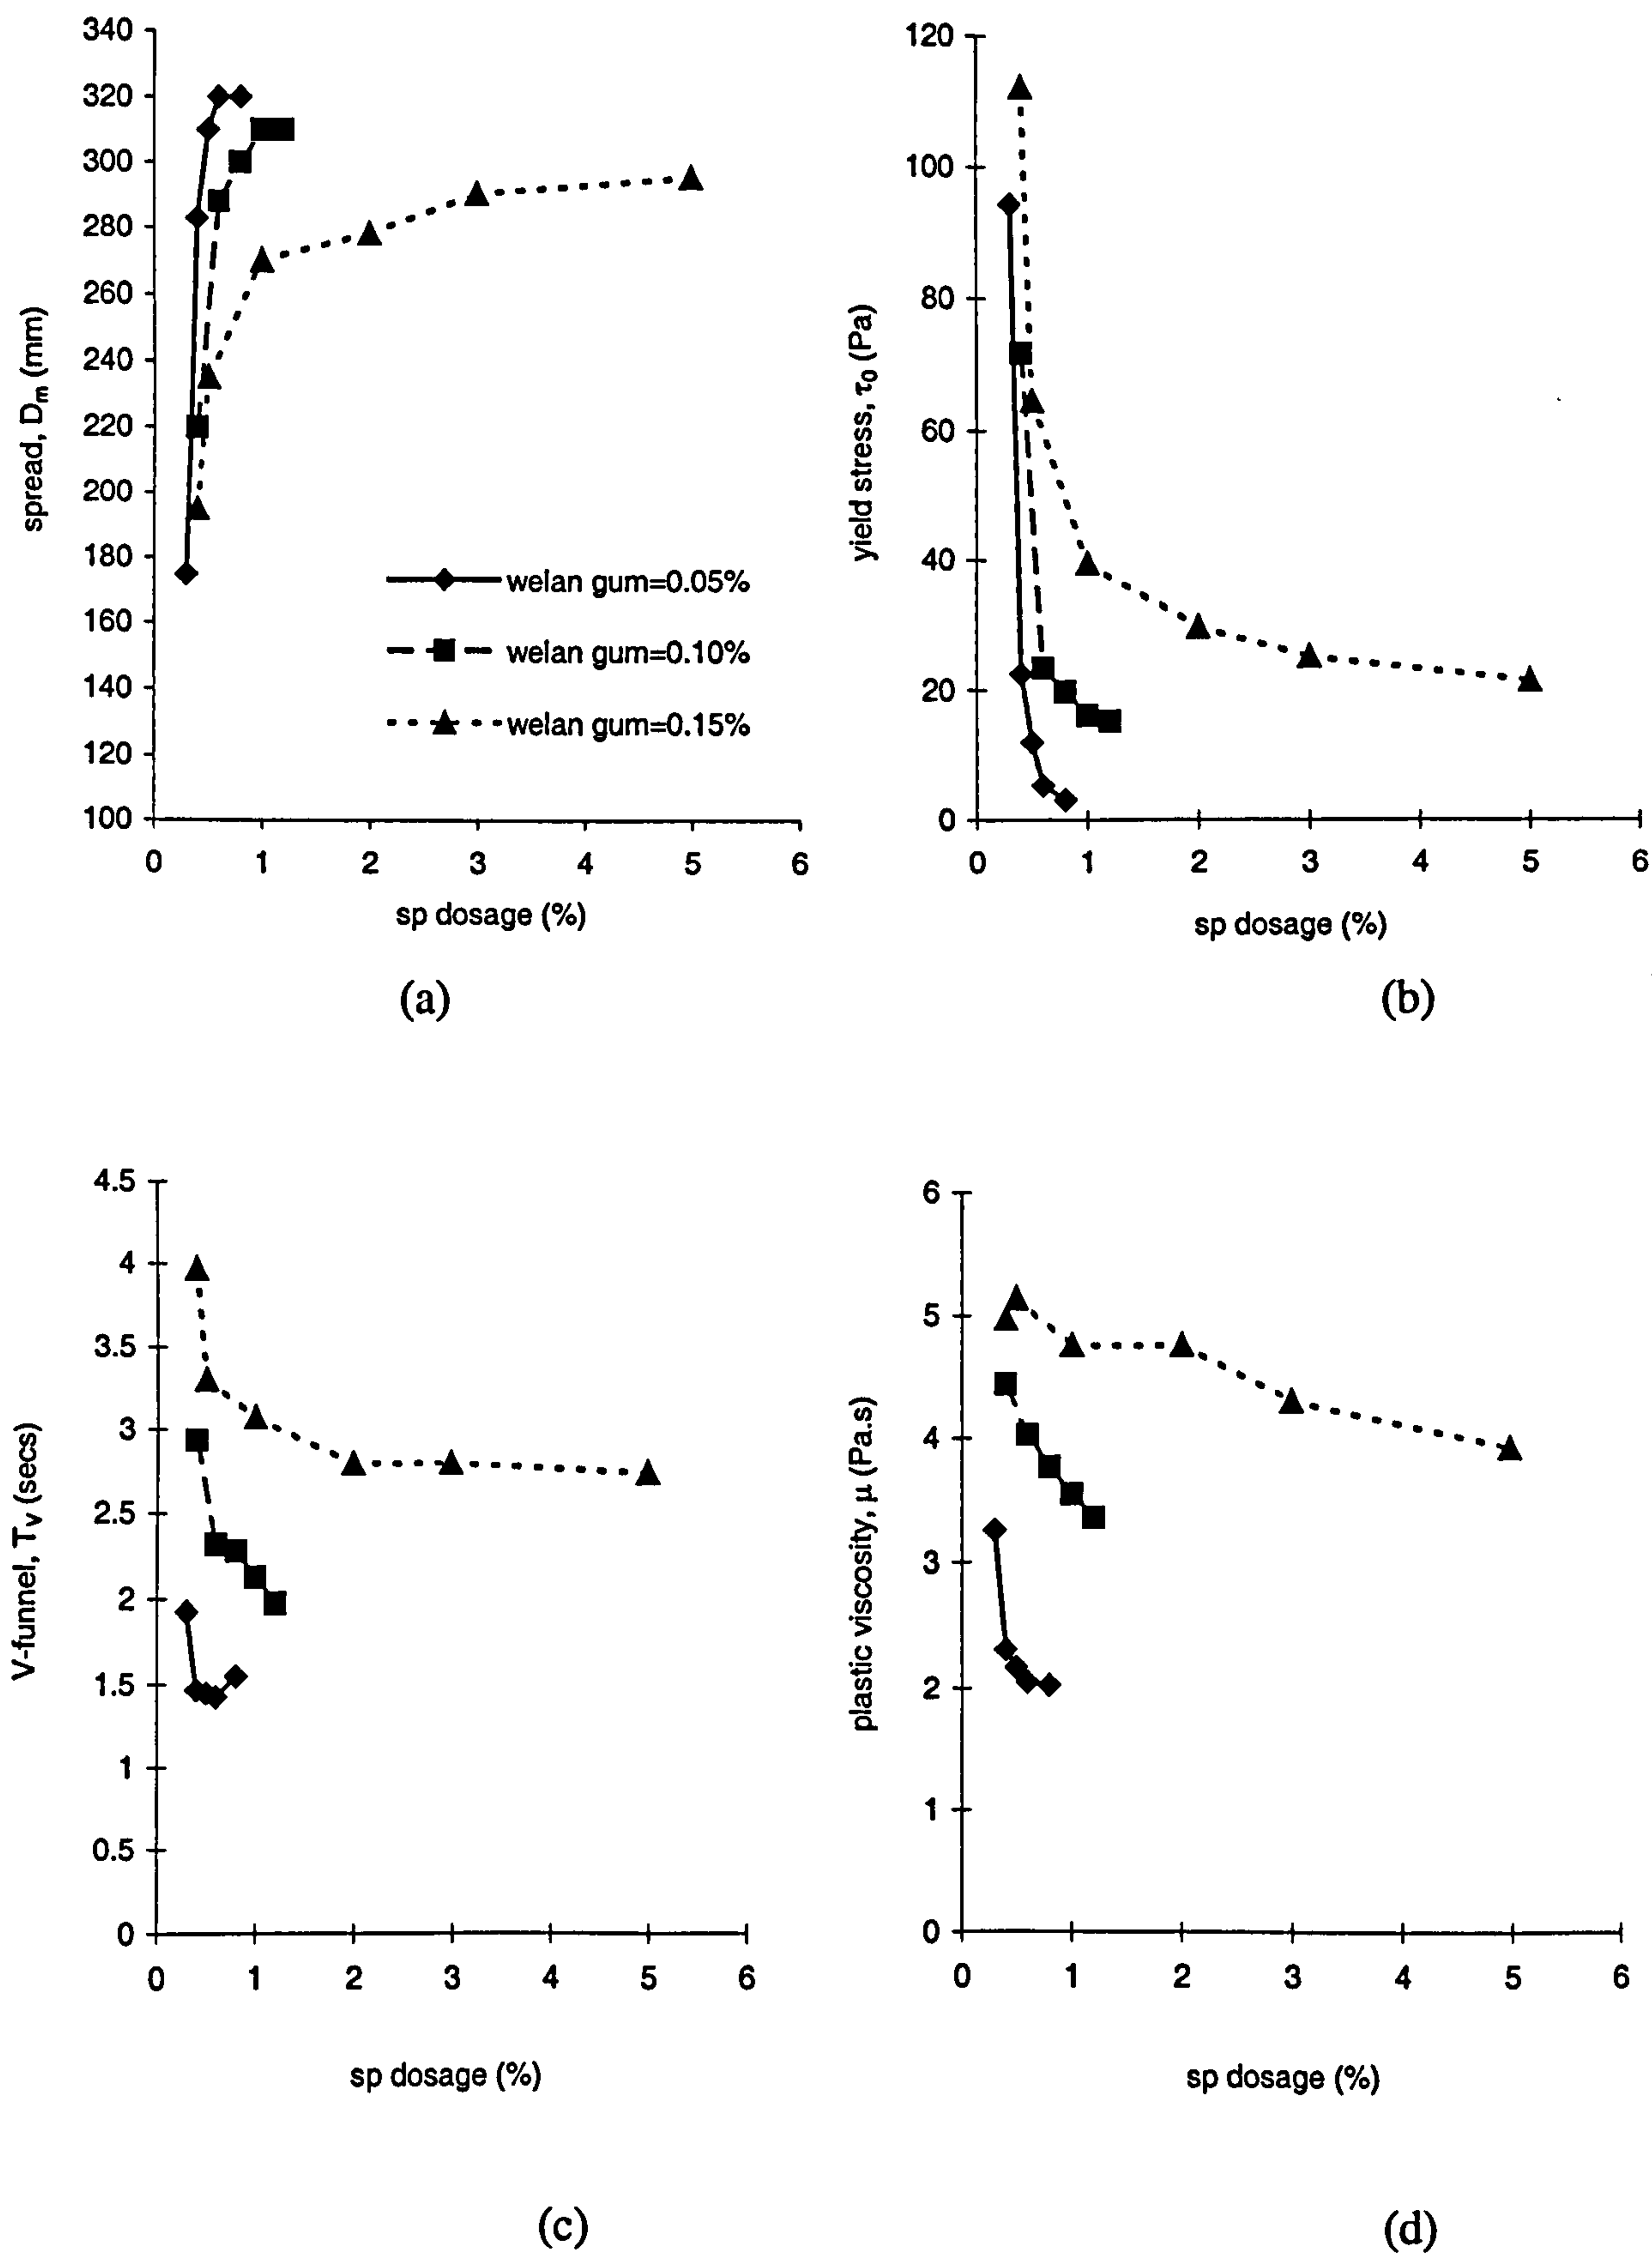 340
320
300
280
260
240
220
200
180
160
140
120
100
spread, Dm (mm)
welan gum=0.05%
welan gum=0.10%
welan gum=0.15%
0 1 2 3 4 5 6
sp dosage (%)
(a)
120
100
80
60
40
20
0
yield stress, τ0 (Pa)
0 1 2 3 4 5 6
sp dosage (%)
(b)
4.5
4
3.5
3
2.5
2
1.5
1
0.5
0
V-funnel, TV (secs)
0 1 2 3 4 5 6
sp dosage (%)
(c)
6
5
4
3
2
1
0
plastic viscosity, μ (Pa.s)
0 1 2 3 4 5 6
sp dosage (%)
(d)